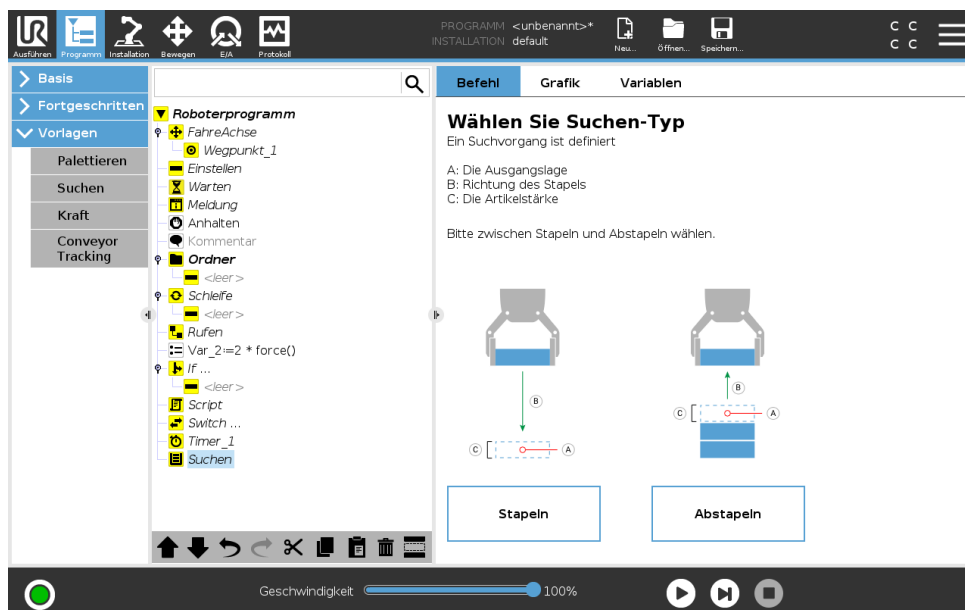 PROGRAMM <unbenannt>*
INSTALLATION default
Ausführen Programm Installation Bewegen E/A Protokoll Neu... Öffnen... Speichern...
C C
C C
Basis
Fortgeschritten
Vorlagen
Palettieren
Suchen
Kraft
Conveyor
Tracking
Roboterprogramm
FahreAchse
Wegpunkt_1
Einstellen
Warten
Meldung
Anhalten
Kommentar
Ordner
<leer>
Schleife
<leer>
Rufen
Var_2:=2 * force()
If ...
<leer>
Script
Switch ...
Timer_1
Suchen
Befehl Grafik Variablen
Wählen Sie Suchen-Typ
Ein Suchvorgang ist definiert
A: Die Ausgangslage
B: Richtung des Stapels
C: Die Artikelstärke
Bitte zwischen Stapeln und Abstapeln wählen.
B
C A
B
C A
Stapeln Abstapeln
Geschwindigkeit 100%